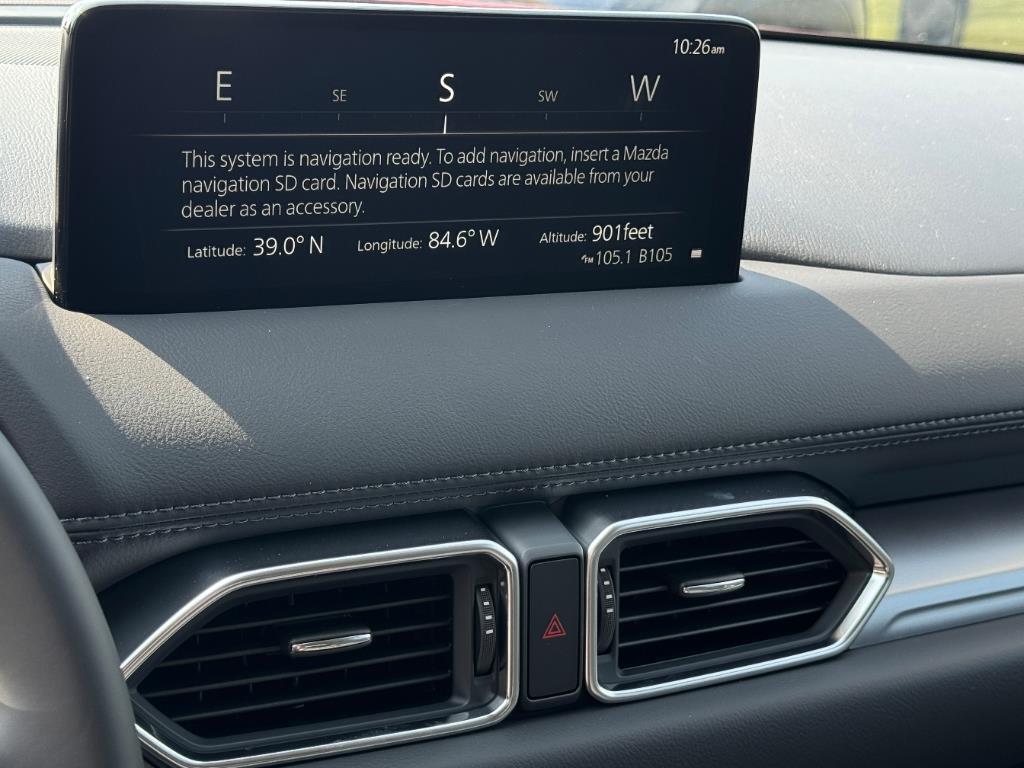 10:26am
E SE S SW W
This system is navigation ready. To add navigation, insert a Mazda
navigation SD card. Navigation SD cards are available from your
dealer as an accessory.
Latitude: 39.0° N Longitude: 84.6° W Altitude: 901feet
FM 105.1 B105